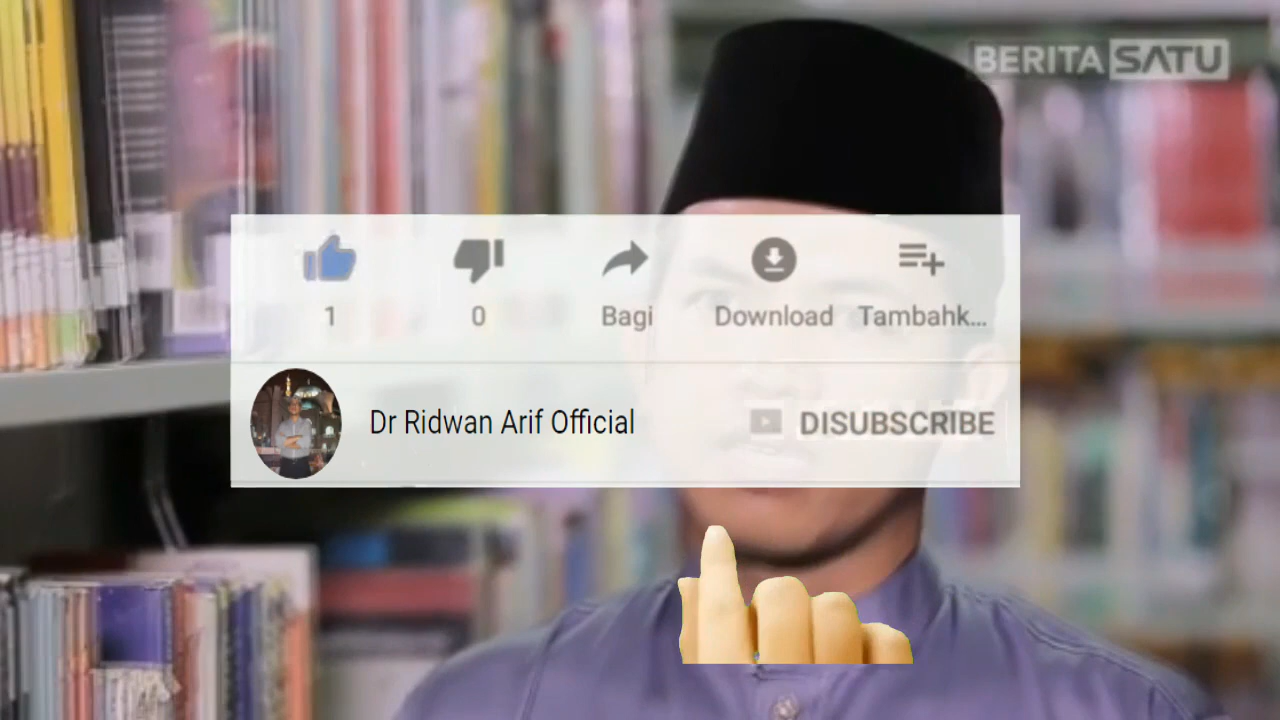 BERITA SATU
1 0 Bagi Download Tambahk...
Dr Ridwan Arif Official DISUBSCRIBE